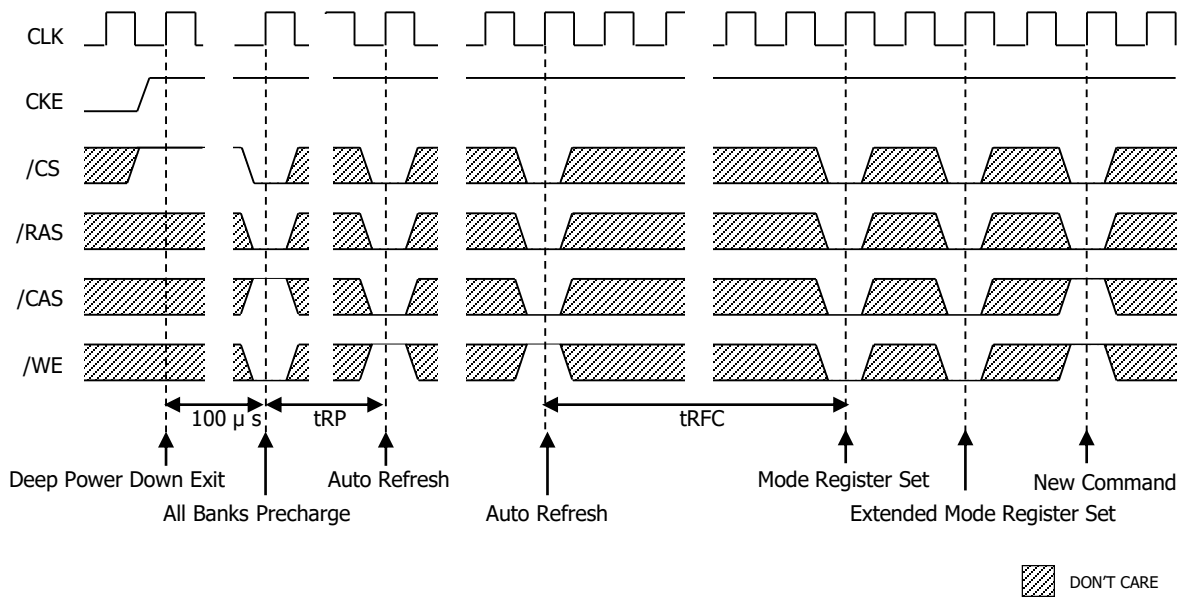 CLK
CKE
/CS
/RAS
/CAS
/WE
100 μ s
tRP
tRFC
Deep Power Down Exit
Auto Refresh
Mode Register Set
New Command
All Banks Precharge
Auto Refresh
Extended Mode Register Set
DON'T CARE